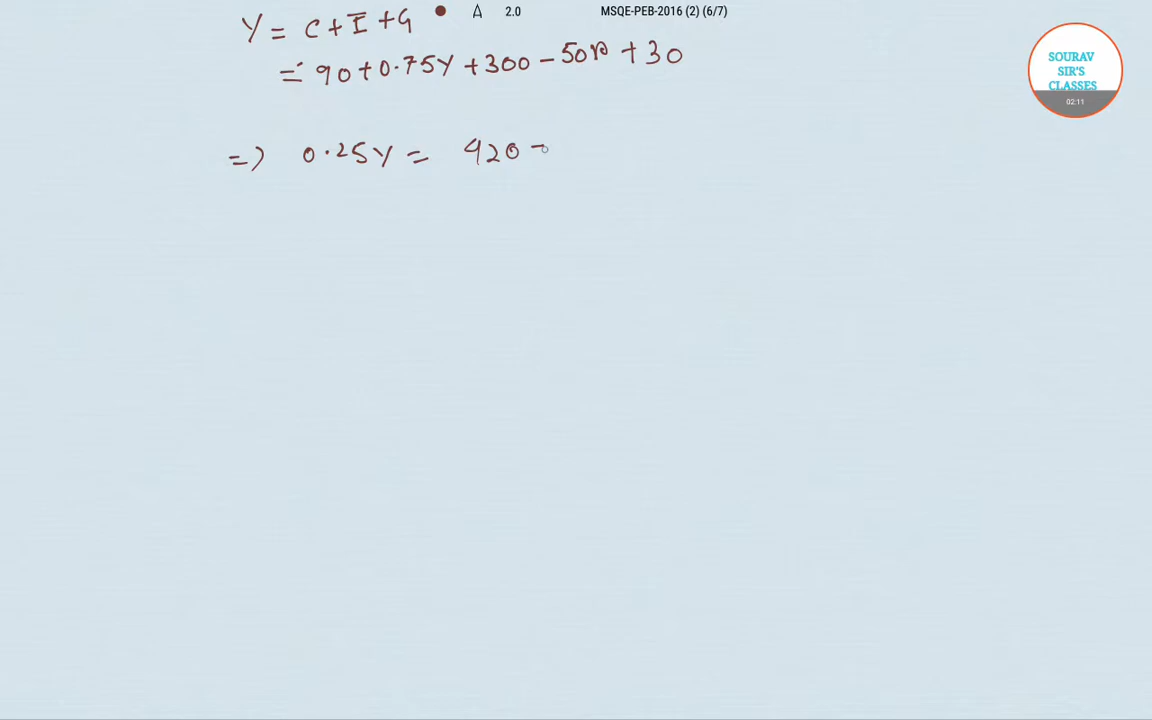 2.0 MSQE-PEB-2016 (2) (6/7)
Y = C + I + G
= 90 + 0.75Y + 300 - 50r + 30
SOURAV
SIR'S
CLASSES
02:11
=> 0.25Y = 420 -